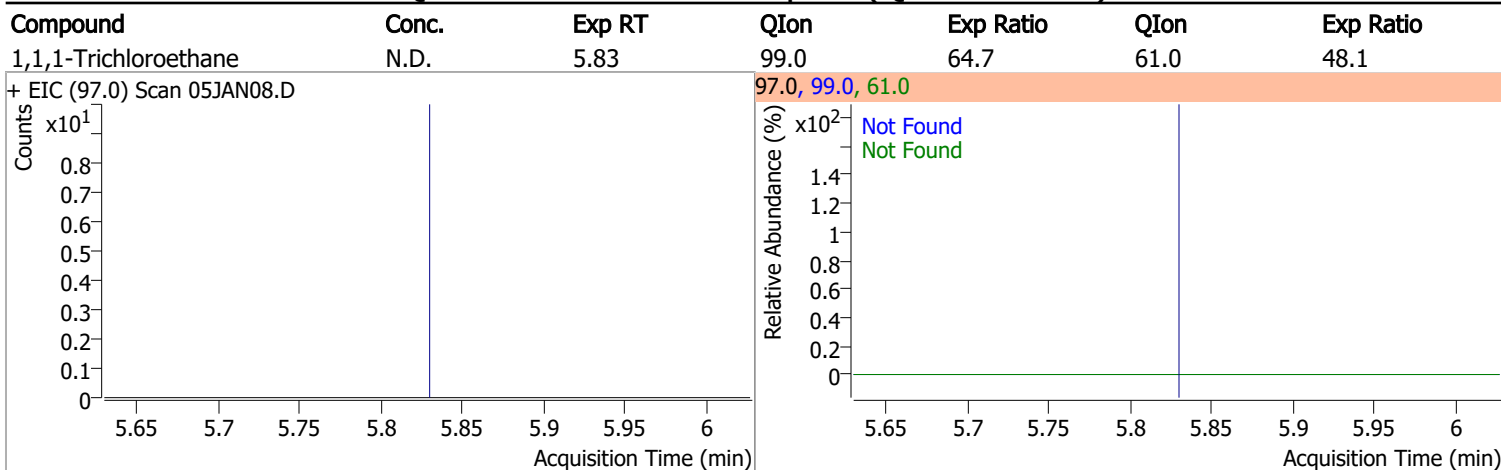 Compound Conc. Exp RT QIon Exp Ratio QIon Exp Ratio
1,1,1-Trichloroethane N.D. 5.83 99.0 64.7 61.0 48.1
+ EIC (97.0) Scan 05JAN08.D
Counts
x10¹
0.8
0.7
0.6
0.5
0.4
0.3
0.2
0.1
0
5.65 5.7 5.75 5.8 5.85 5.9 5.95 6
Acquisition Time (min)
97.0, 99.0, 61.0
Relative Abundance (%)
x10²
Not Found
Not Found
1.4
1.2
1
0.8
0.6
0.4
0.2
0
5.65 5.7 5.75 5.8 5.85 5.9 5.95 6
Acquisition Time (min)